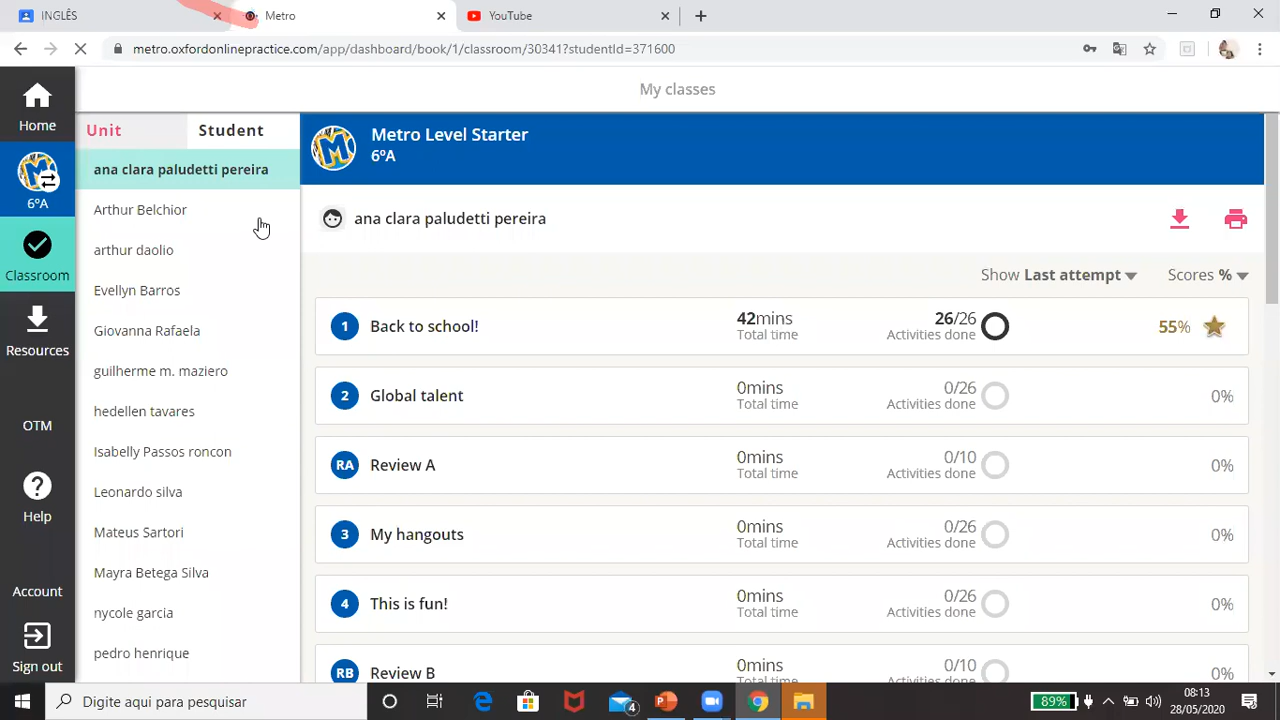 INGLÊS
Metro
YouTube
metro.oxfordonlinepractice.com/app/dashboard/book/1/classroom/30341?studentId=371600
My classes
Home
6ºA
Classroom
Resources
OTM
Help
Account
Sign out
Unit
Student
ana clara paludetti pereira
Arthur Belchior
arthur daolio
Evellyn Barros
Giovanna Rafaela
guilherme m. maziero
hedellen tavares
Isabelly Passos roncon
Leonardo silva
Mateus Sartori
Mayra Betega Silva
nycole garcia
pedro henrique
M
Metro Level Starter
6ºA
ana clara paludetti pereira
Show Last attempt
Scores %
1 Back to school! 42mins 26/26 55%
Total time Activities done
2 Global talent 0mins 0/26 0%
Total time Activities done
RA Review A 0mins 0/10 0%
Total time Activities done
3 My hangouts 0mins 0/26 0%
Total time Activities done
4 This is fun! 0mins 0/26 0%
Total time Activities done
RB Review B 0mins 0/10 0%
Total time Activities done
Digite aqui para pesquisar
4
89%
08:13
28/05/2020